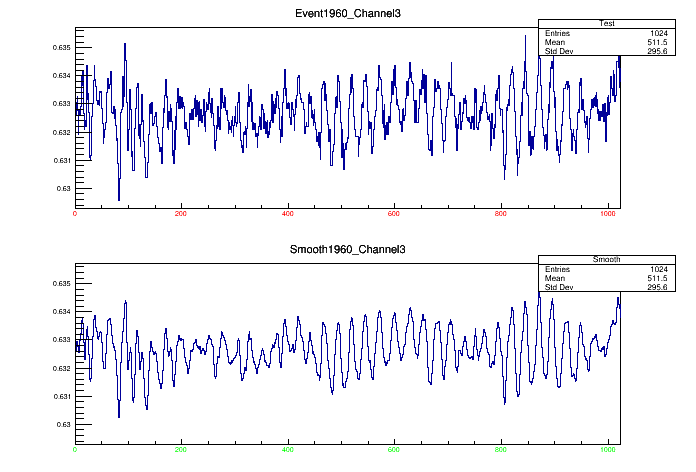 Event1960_Channel3
Test
Entries 1024
Mean 511.5
Std Dev 295.6
0.635
0.634
0.633
0.632
0.631
0.63
0 200 400 600 800 1000
Smooth1960_Channel3
Smooth
Entries 1024
Mean 511.5
Std Dev 295.6
0.635
0.634
0.633
0.632
0.631
0.63
0 200 400 600 800 1000